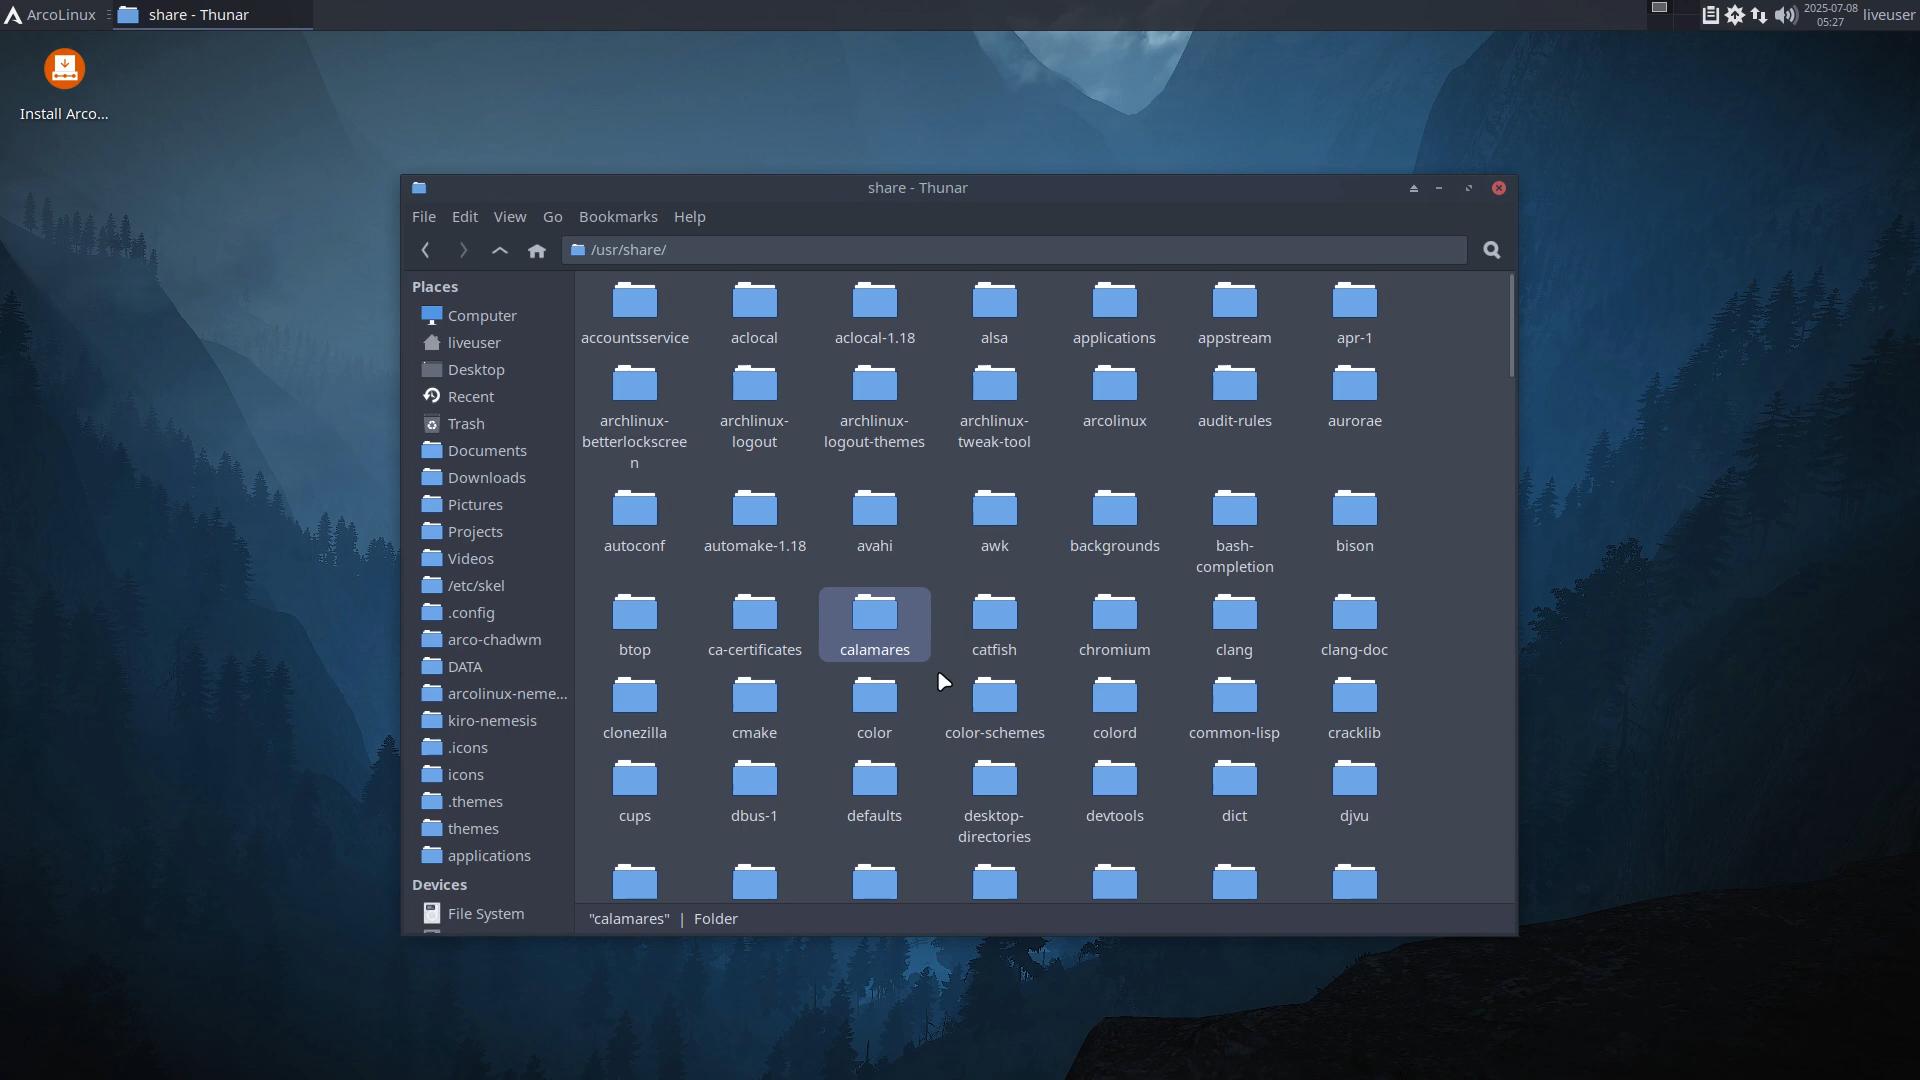 ArcoLinux
share - Thunar
2025-07-08
05:27
liveuser
Install Arco...
share - Thunar
File Edit View Go Bookmarks Help
/usr/share/
Places
Computer
liveuser
Desktop
Recent
Trash
Documents
Downloads
Pictures
Projects
Videos
/etc/skel
.config
arco-chadwm
DATA
arcolinux-neme...
kiro-nemesis
.icons
icons
.themes
themes
applications
Devices
File System
accountsservice
aclocal
aclocal-1.18
alsa
applications
appstream
apr-1
archlinux-
betterlockscree
n
archlinux-
logout
archlinux-
logout-themes
archlinux-
tweak-tool
arcolinux
audit-rules
aurorae
autoconf
automake-1.18
avahi
awk
backgrounds
bash-
completion
bison
btop
ca-certificates
calamares
catfish
chromium
clang
clang-doc
clonezilla
cmake
color
color-schemes
colord
common-lisp
cracklib
cups
dbus-1
defaults
desktop-
directories
devtools
dict
djvu
"calamares" | Folder